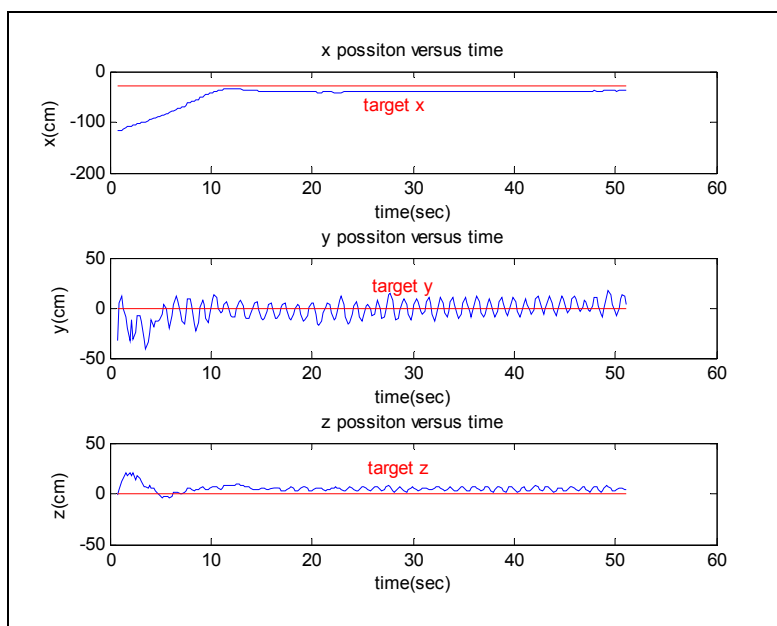 x possiton versus time
0
-100
-200
x(cm)
target x
0 10 20 30 40 50 60
time(sec)
y possiton versus time
50
0
-50
y(cm)
target y
0 10 20 30 40 50 60
time(sec)
z possiton versus time
50
0
-50
z(cm)
target z
0 10 20 30 40 50 60
time(sec)